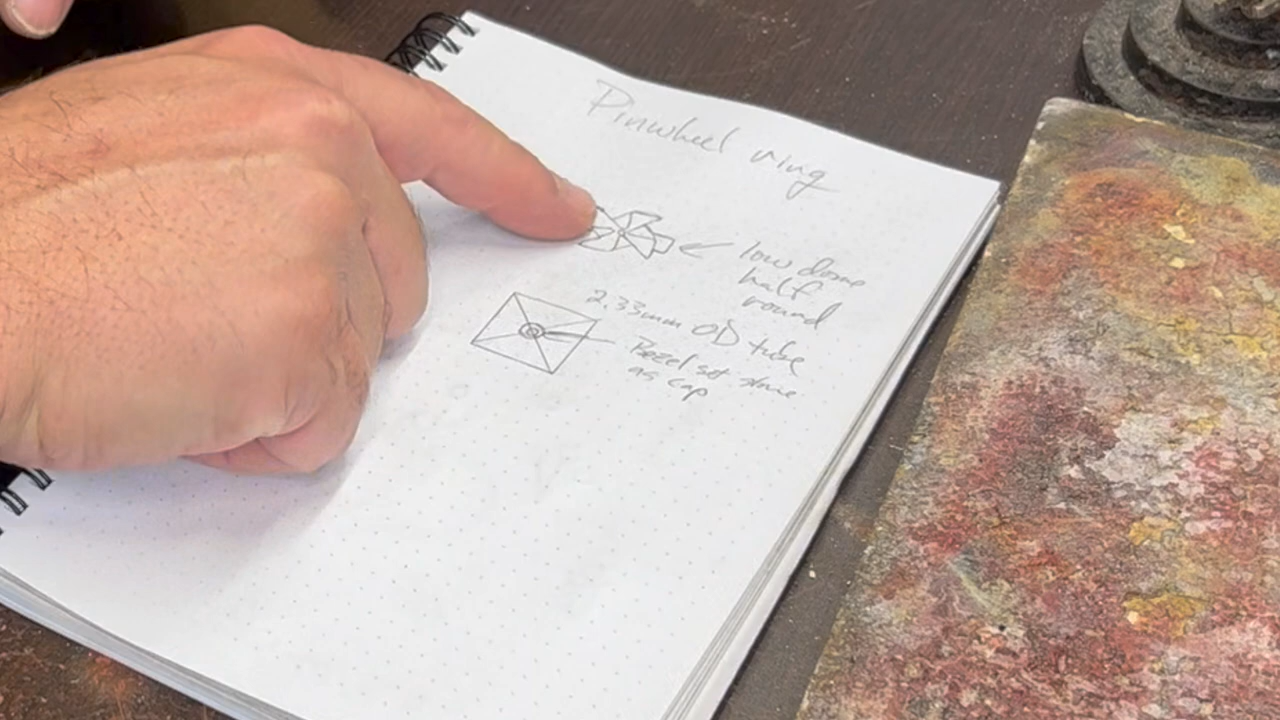 Pinwheel ring
low dome
half
round
2.33mm OD tube
Bezel set stone
as cap